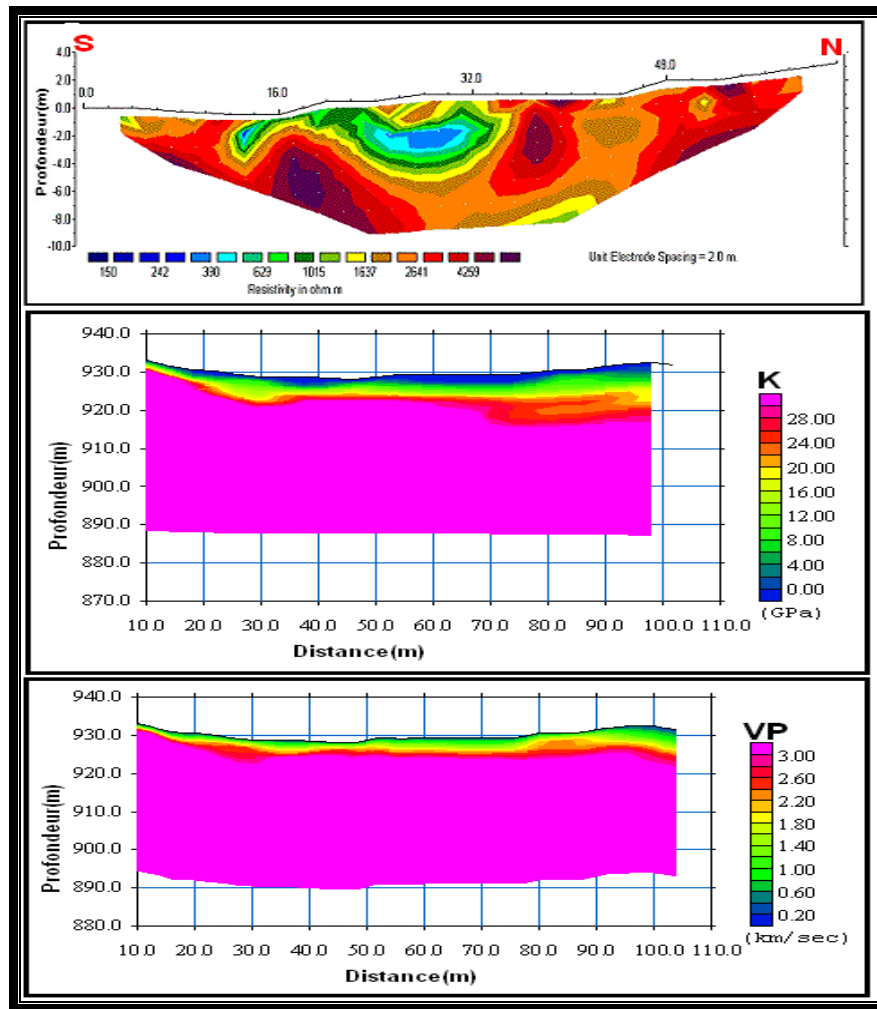 S N
4.0
2.0
0.0
-2.0
-4.0
-6.0
-8.0
-10.0
Profondeur(m)
0.0 16.0 32.0 48.0
150 242 390 629 1015 1637 2641 4259
Resistivity in ohm.m
Unit Electrode Spacing = 2.0 m.
940.0
930.0
920.0
910.0
900.0
890.0
880.0
870.0
Profondeur(m)
10.0 20.0 30.0 40.0 50.0 60.0 70.0 80.0 90.0 100.0 110.0
Distance(m)
K
28.00
24.00
20.00
16.00
12.00
8.00
4.00
0.00
(GPa)
940.0
930.0
920.0
910.0
900.0
890.0
880.0
Profondeur(m)
10.0 20.0 30.0 40.0 50.0 60.0 70.0 80.0 90.0 100.0 110.0
Distance(m)
VP
3.00
2.60
2.20
1.80
1.40
1.00
0.60
0.20
(km/sec)